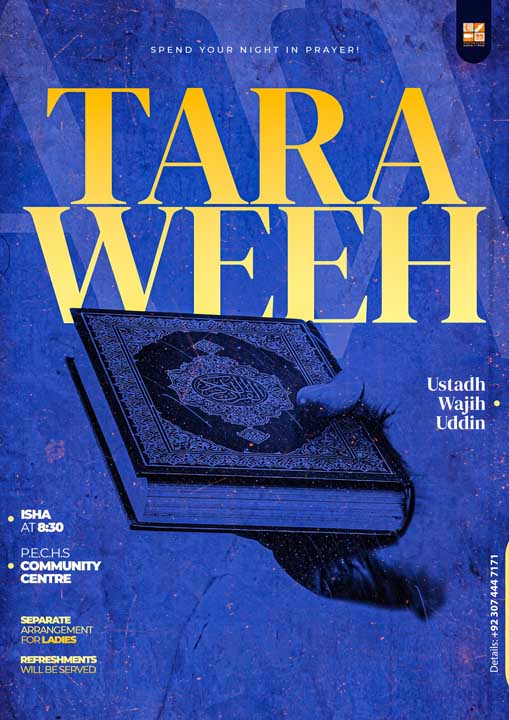 SPEND YOUR NIGHT IN PRAYER!
TARA
WEEH
Ustadh
Wajih
Uddin
ISHA
AT 8:30
P.E.C.H.S
COMMUNITY
CENTRE
SEPARATE
ARRANGEMENT
FOR LADIES
REFRESHMENTS
WILL BE SERVED
Details: +92 307 444 7171